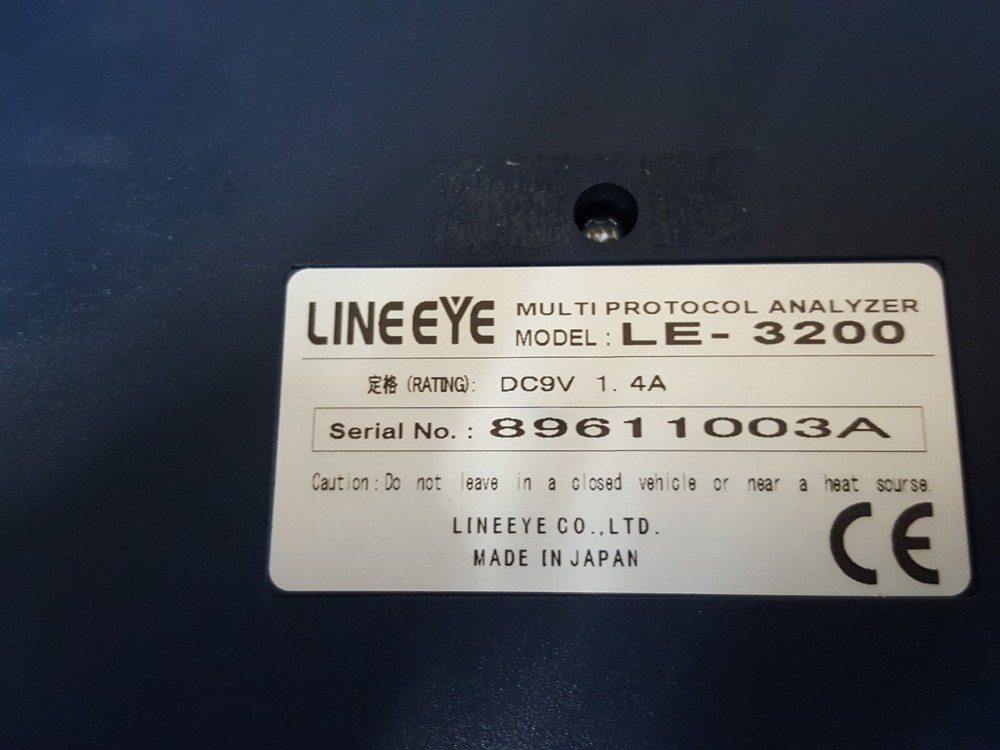 LINEEYE MULTI PROTOCOL ANALYZER
MODEL : LE- 3200
定格 (RATING): DC9V 1. 4A
Serial No. : 89611003A
Caution:Do not leave in a closed vehicle or near a heat sourse.
LINEEYE CO.,LTD.
MADE IN JAPAN
CE